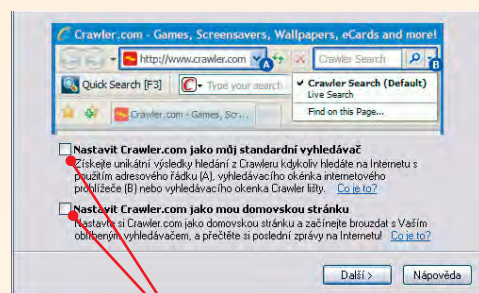 Crawler.com - Games, Screensavers, Wallpapers, eCards and more!
http://www.crawler.com
A
Crawler Search
B
Quick Search [F3]
Type your search
Crawler Search (Default)
Live Search
Find on this Page...
Crawler.com - Games, Scr...
Nastavit Crawler.com jako můj standardní vyhledávač
Získejte unikátní výsledky hledání z Crawleru kdykoliv hledáte na Internetu s
použitím adresového řádku (A), vyhledávacího okénka internetového
prohlížeče (B) nebo vyhledávacího okenka Crawler lišty. Co je to?
Nastavit Crawler.com jako mou domovskou stránku
Nastavte si Crawler.com jako domovskou stránku a začínejte brouzdat s Vaším
oblíbeným vyhledávačem, a přečtěte si poslední zprávy na Internetu! Co je to?
Další >
Nápověda